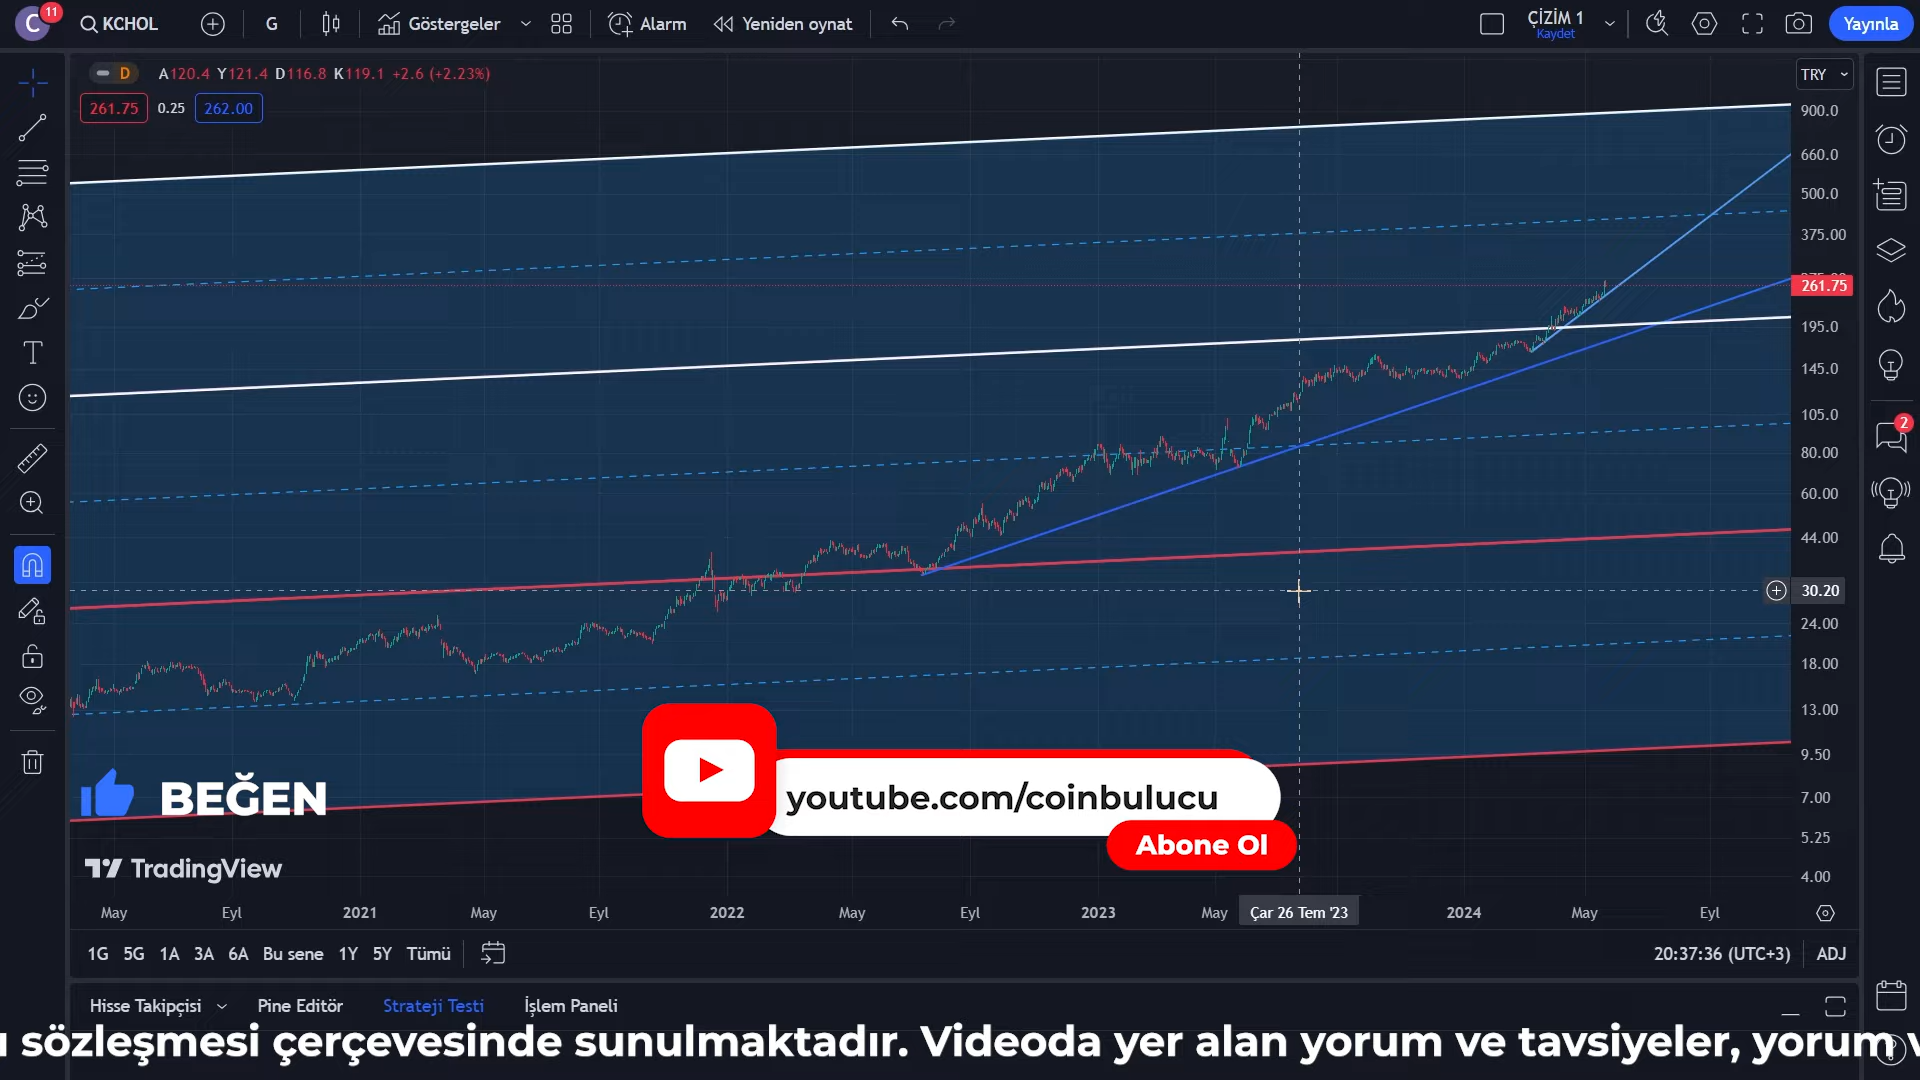 C 11 KCHOL G Göstergeler Alarm Yeniden oynat ÇİZİM 1 Kaydet Yayınla
D A120.4 Y121.4 D116.8 K119.1 +2.6 (+2.23%)
TRY
261.75 0.25 262.00
900.0
660.0
500.0
375.00
261.75
195.0
145.0
105.0
80.00
2
60.00
44.00
30.20
24.00
18.00
13.00
9.50
7.00
5.25
4.00
BEĞEN
youtube.com/coinbulucu
Abone Ol
TradingView
May Eyl 2021 May Eyl 2022 May Eyl 2023 May Çar 26 Tem '23 2024 May Eyl
1G 5G 1A 3A 6A Bu sene 1Y 5Y Tümü 20:37:36 (UTC+3) ADJ
Hisse Takipçisi Pine Editör Strateji Testi İşlem Paneli
sözleşmesi çerçevesinde sunulmaktadır. Videoda yer alan yorum ve tavsiyeler, yorum